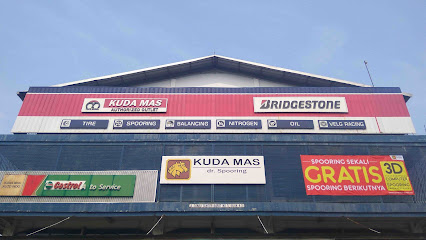 KUDA MAS
AUTHORIZED OUTLET
BRIDGESTONE
TIRE
SPOORING
BALANCING
NITROGEN
OIL
VELG RACING
Castrol
to Service
KUDA MAS
dr. Spooring
SPOORING SEKALI
GRATIS
SPOORING BERIKUTNYA
3D
COMPUTER